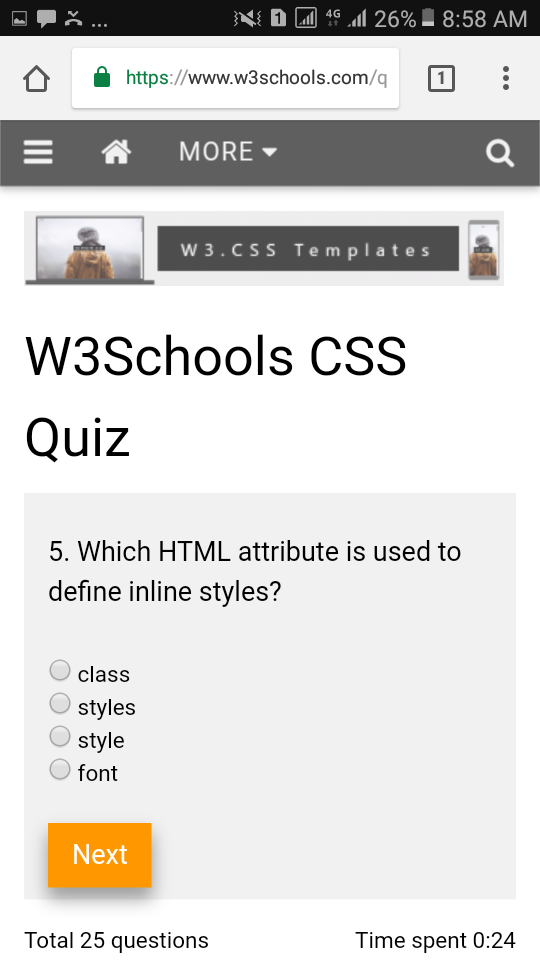 ... 1 4G 26% 8:58 AM
https://www.w3schools.com/q 1
MORE
W3.CSS Templates
W3Schools CSS
Quiz
5. Which HTML attribute is used to
define inline styles?
class
styles
style
font
Next
Total 25 questions Time spent 0:24